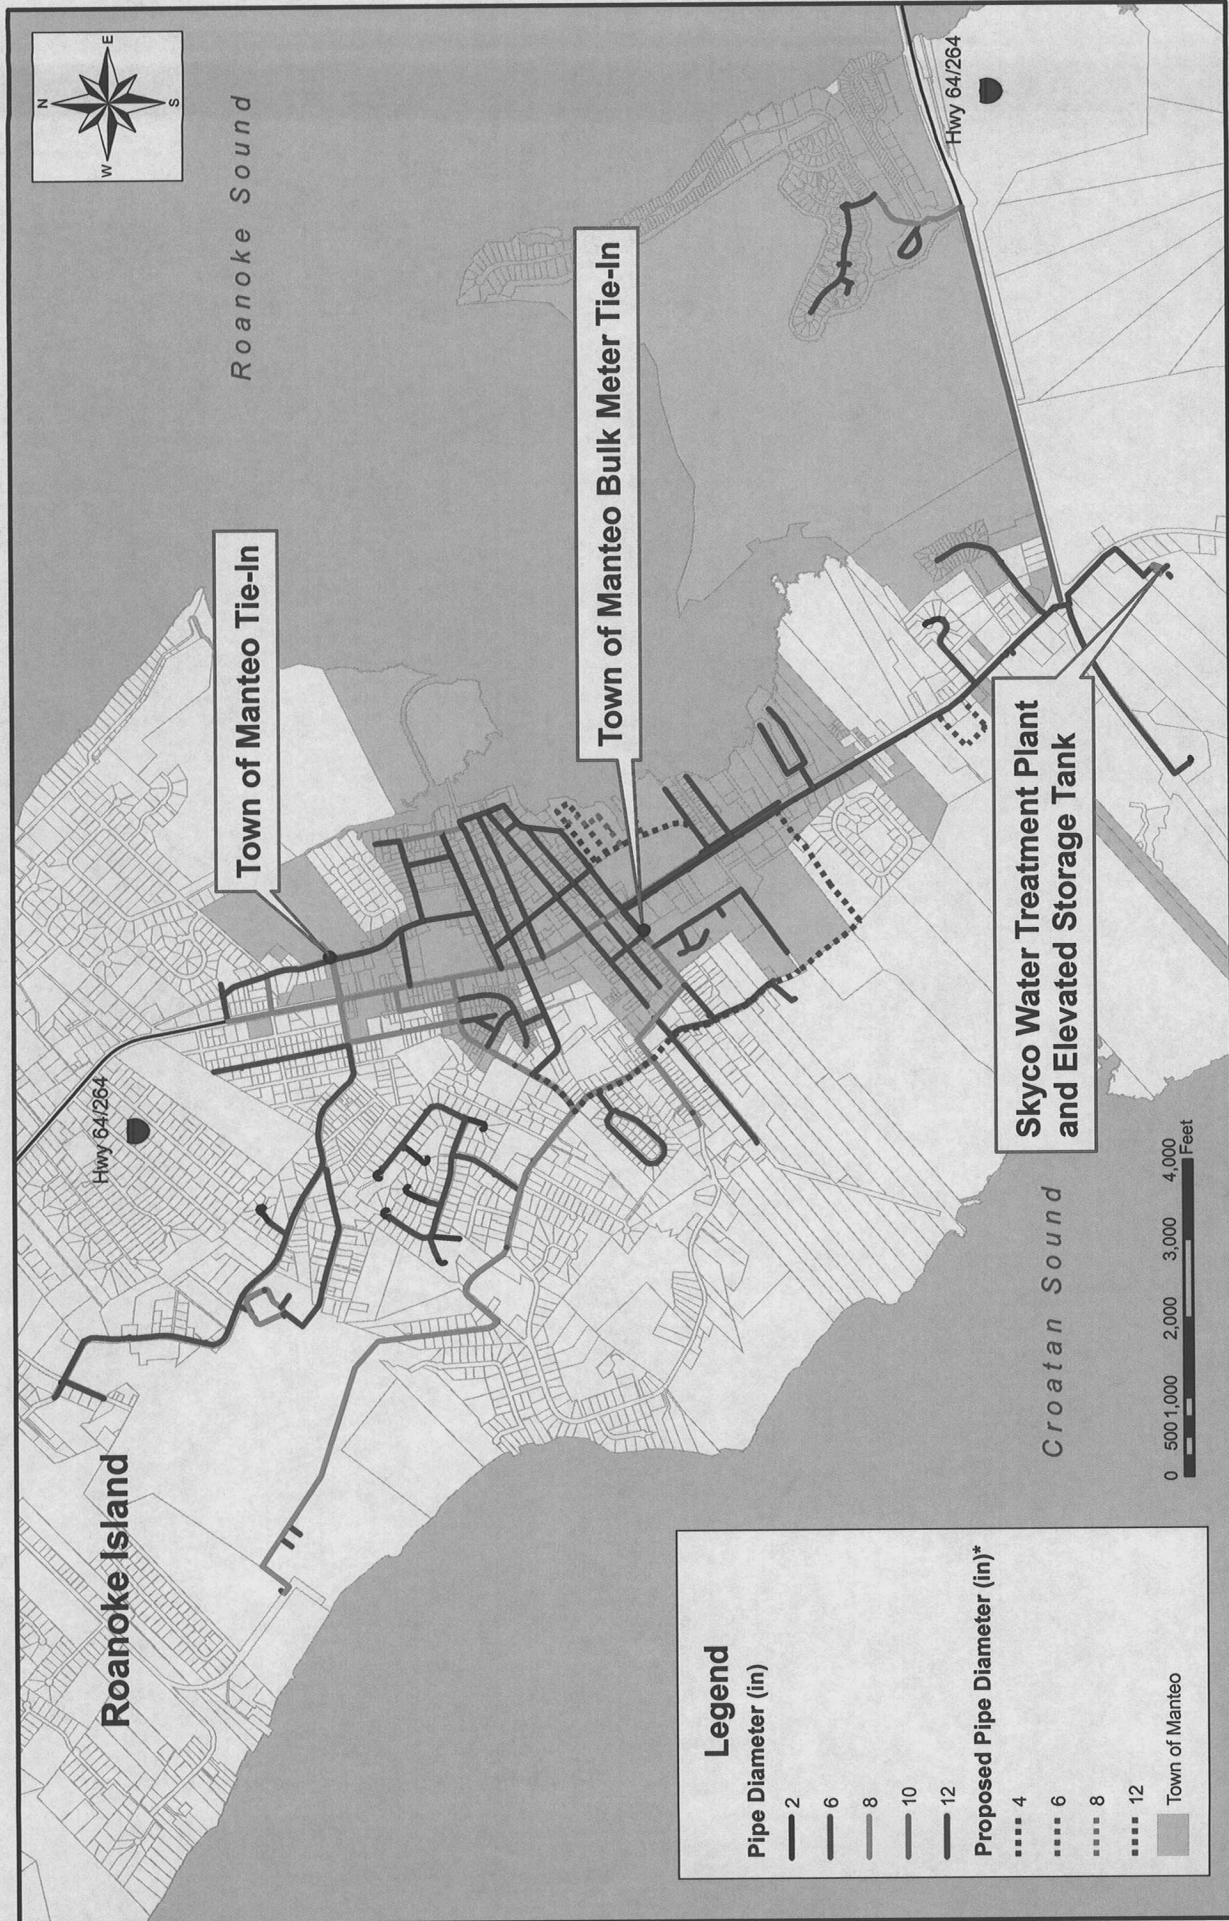 N
W
E
S
Roanoke Sound
Hwy 64/264
Town of Manteo Tie-In
Town of Manteo Bulk Meter Tie-In
Hwy 64/264
Roanoke Island
Skyco Water Treatment Plant
and Elevated Storage Tank
Croatan Sound
0 500 1,000 2,000 3,000 4,000
Feet
Legend
Pipe Diameter (in)
2
6
8
10
12
Proposed Pipe Diameter (in)*
4
6
8
12
Town of Manteo